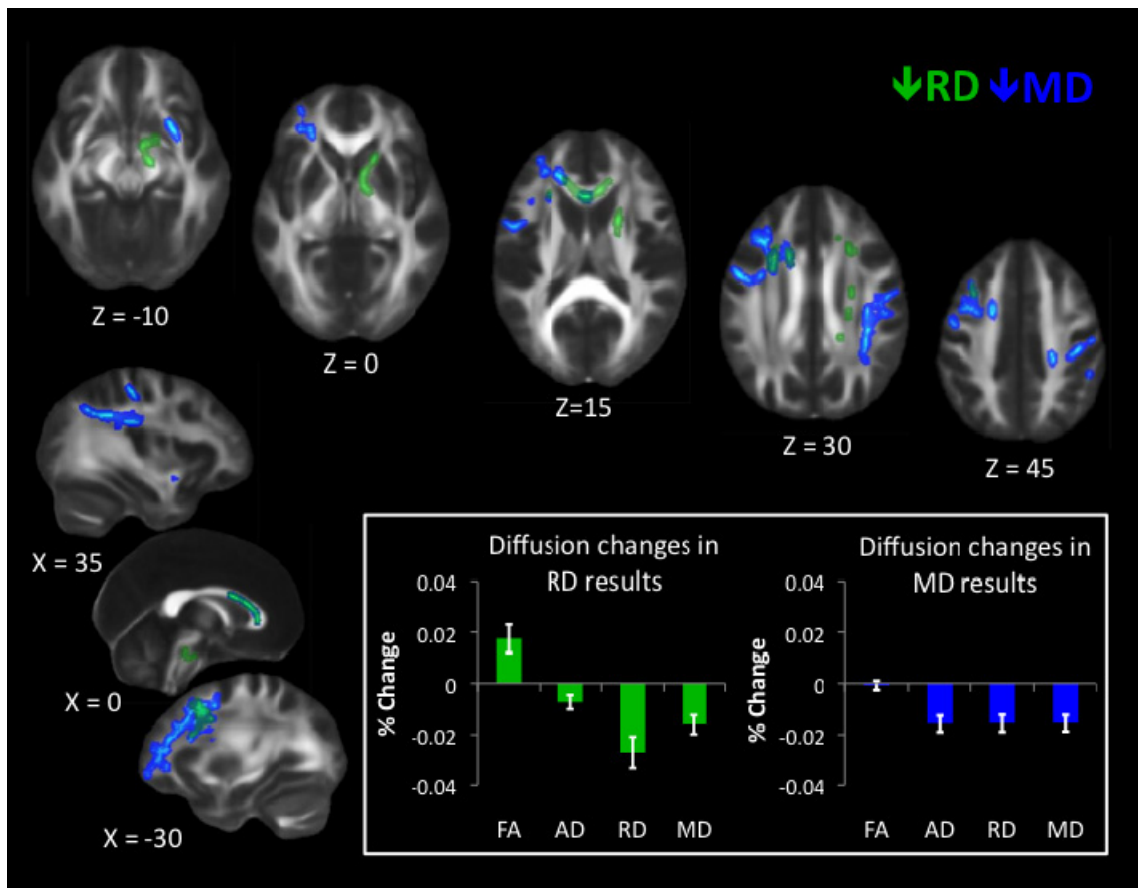 ↓RD ↓MD
Z = -10
Z = 0
Z=15
Z = 30
Z = 45
X = 35
X = 0
X = -30
Diffusion changes in
RD results
% Change
0.04
0.02
0
-0.02
-0.04
FA AD RD MD
Diffusion changes in
MD results
% Change
0.04
0.02
0
-0.02
-0.04
FA AD RD MD